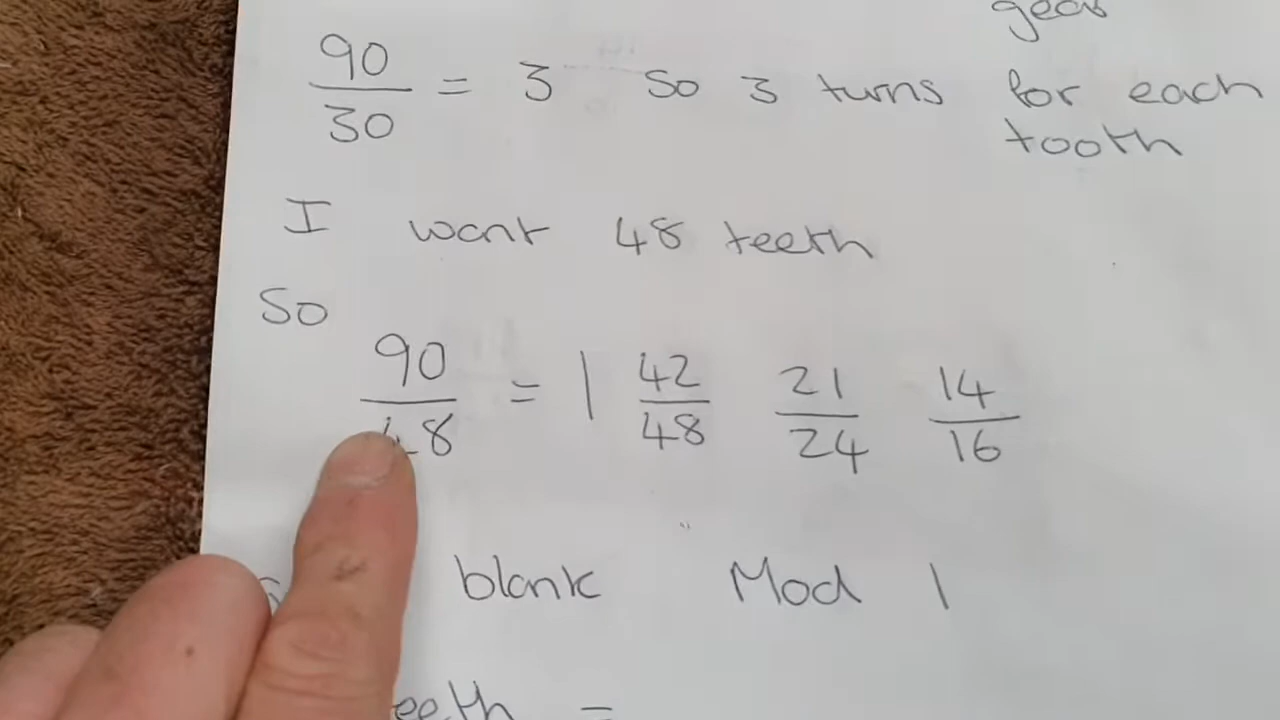 gear
90/30 = 3 so 3 turns for each
tooth
I want 48 teeth
So
90/48 = 1 42/48 21/24 14/16
blank Mod 1
=